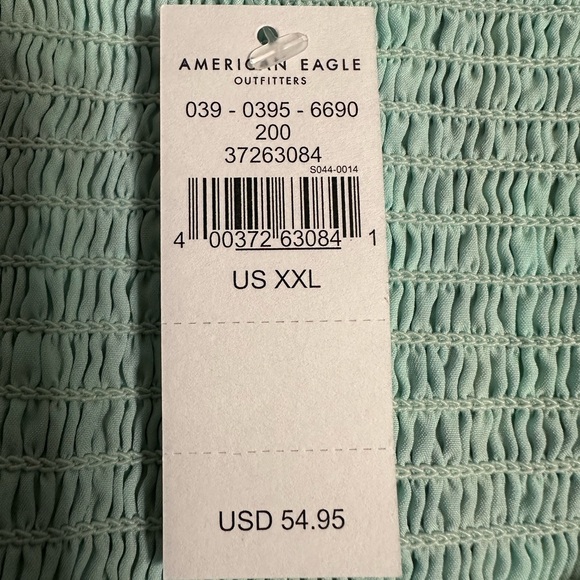 AMERICAN EAGLE
OUTFITTERS
039 - 0395 - 6690
200
37263084
S044-0014
4 00372 63084 1
US XXL
USD 54.95